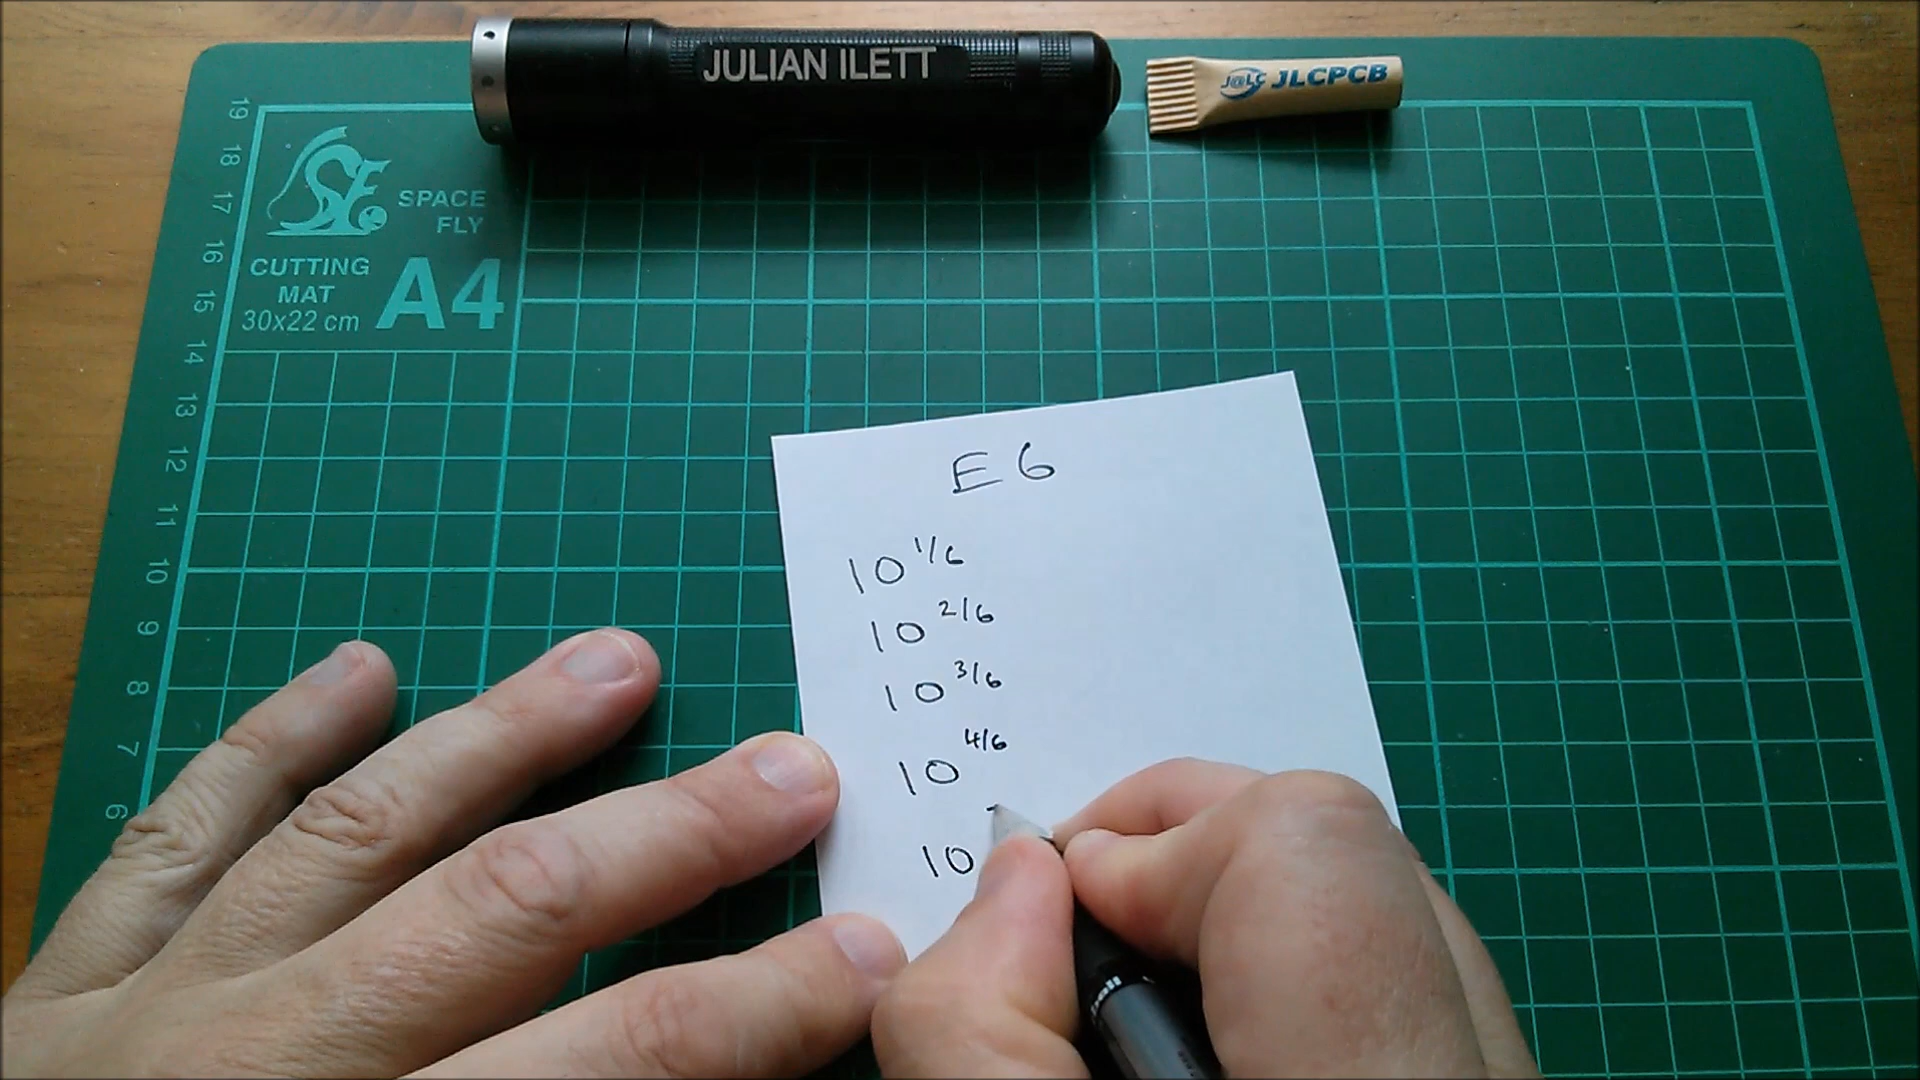 JULIAN ILETT
J@LC JLCPCB
SPACE
FLY
CUTTING
MAT
30x22 cm
A4
19
18
17
16
15
14
13
12
11
10
9
8
7
6
E6
10^1/6
10^2/6
10^3/6
10^4/6
10